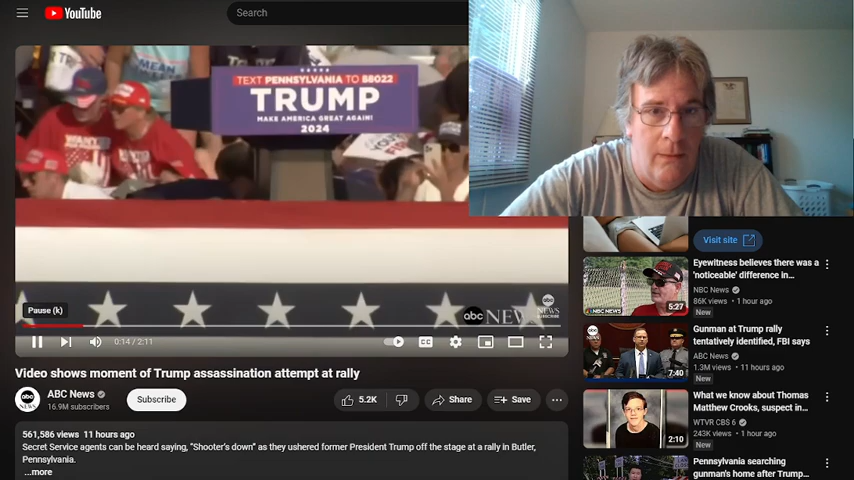 YouTube
Search
TEXT PENNSYLVANIA TO 88022
TRUMP
MAKE AMERICA GREAT AGAIN!
2024
Pause (k)
abc NEWS
abc
NEWS
SUBSCRIBE
0:14 / 2:11
CC
Video shows moment of Trump assassination attempt at rally
ABC News
16.9M subscribers
Subscribe
5.2K
Share
Save
561,586 views 11 hours ago
Secret Service agents can be heard saying, "Shooter's down" as they ushered former President Trump off the stage at a rally in Butler,
Pennsylvania.
...more
Visit site
Eyewitness believes there was a
'noticeable' difference in...
NBC News
86K views • 1 hour ago
New
5:27
NBC NEWS
Gunman at Trump rally
tentatively identified, FBI says
ABC News
1.3M views • 11 hours ago
New
7:40
What we know about Thomas
Matthew Crooks, suspect in...
WTVR CBS 6
243K views • 1 hour ago
New
2:10
Pennsylvania searching
gunman's home after Trump...